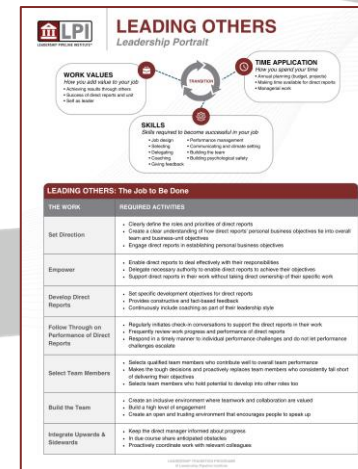 LPI
LEADERSHIP PIPELINE INSTITUTE
LEADING OTHERS
Leadership Portrait
WORK VALUES
How you add value to your job
• Achieving results through others
• Success of direct reports and unit
• Self as leader
TRANSITION
TIME APPLICATION
How you spend your time
• Annual planning (budget, projects)
• Making time available for direct reports
• Managerial work
SKILLS
Skills required to become successful in your job
• Job design
• Selecting
• Delegating
• Coaching
• Giving feedback
• Performance management
• Communicating and climate setting
• Building the team
• Building psychological safety
LEADING OTHERS: The Job to Be Done
THE WORK
REQUIRED ACTIVITIES
Set Direction
• Clearly define the roles and priorities of direct reports
• Create a clear understanding of how direct reports' personal business objectives tie into overall
team and business-unit objectives
• Engage direct reports in establishing personal business objectives
Empower
• Enable direct reports to deal effectively with their responsibilities
• Delegate necessary authority to enable direct reports to achieve their objectives
• Support direct reports in their work without taking direct ownership of their specific work
Develop Direct
Reports
• Set specific development objectives for direct reports
• Provides constructive and fact-based feedback
• Continuously include coaching as part of their leadership style
Follow Through on
Performance of Direct
Reports
• Regularly initiates check-in conversations to support the direct reports in their work
• Frequently review work progress and performance of direct reports
• Respond in a timely manner to individual performance challenges and do not let performance
challenges escalate
Select Team Members
• Selects qualified team members who contribute well to overall team performance
• Makes the tough decisions and proactively replaces team members who consistently fall short
of delivering their objectives
• Selects team members who hold potential to develop into other roles too
Build the Team
• Create an inclusive environment where teamwork and collaboration are valued
• Build a high level of engagement
• Create an open and trusting environment that encourages people to speak up
Integrate Upwards &
Sidewards
• Keep the direct manager informed about progress
• In due course share anticipated obstacles
• Proactively coordinate work with relevant colleagues